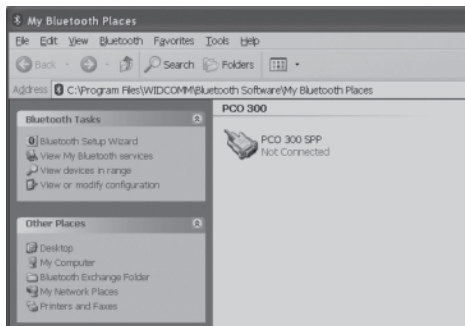 My Bluetooth Places
File Edit View Bluetooth Favorites Tools Help
Back Search Folders
Address C:\Program Files\WIDCOMM\Bluetooth Software\My Bluetooth Places
Bluetooth Tasks
Bluetooth Setup Wizard
View My Bluetooth services
View devices in range
View or modify configuration
Other Places
Desktop
My Computer
Bluetooth Exchange Folder
My Network Places
Printers and Faxes
PCO 300
PCO 300 SPP
Not Connected